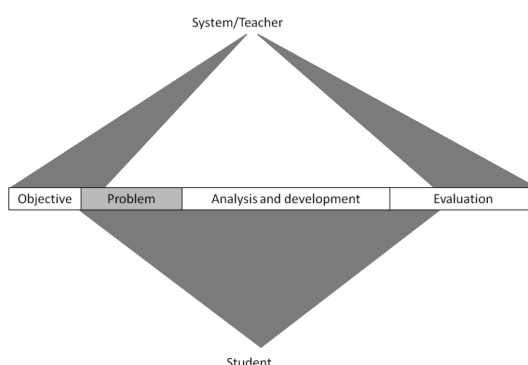 System/Teacher
Objective Problem Analysis and development Evaluation
Student